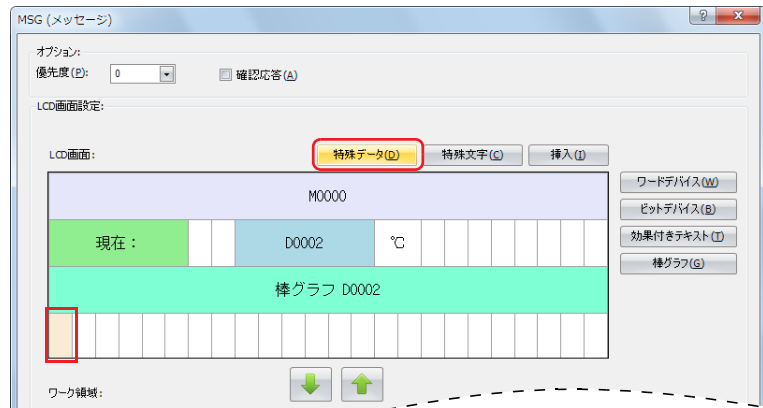 MSG (メッセージ)
オプション:
優先度(P): 0 確認応答(A)
LCD画面設定:
LCD画面: 特殊データ(D) 特殊文字(C) 挿入(I)
M0000
ワードデバイス(W)
ビットデバイス(B)
現在： D0002 ℃
効果付きテキスト(T)
棒グラフ(G)
棒グラフ D0002
ワーク領域: